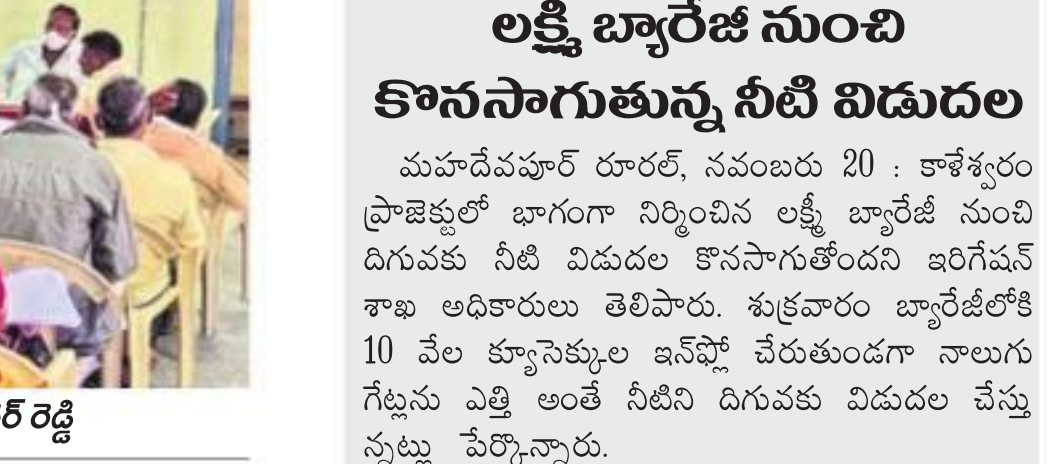 లక్ష్మి బ్యారేజీ నుంచి
కొనసాగుతున్న నీటి విడుదల
మహదేవపూర్ రూరల్, నవంబరు 20 : కాళేశ్వరం
ప్రాజెక్టులో భాగంగా నిర్మించిన లక్ష్మీ బ్యారేజీ నుంచి
దిగువకు నీటి విడుదల కొనసాగుతోందని ఇరిగేషన్
శాఖ అధికారులు తెలిపారు. శుక్రవారం బ్యారేజీలోకి
10 వేల క్యూసెక్కుల ఇన్‌ఫ్లో చేరుతుండగా నాలుగు
గేట్లను ఎత్తి అంతే నీటిని దిగువకు విడుదల చేస్తు
న్నట్లు పేర్కొన్నారు.
రెడ్డి